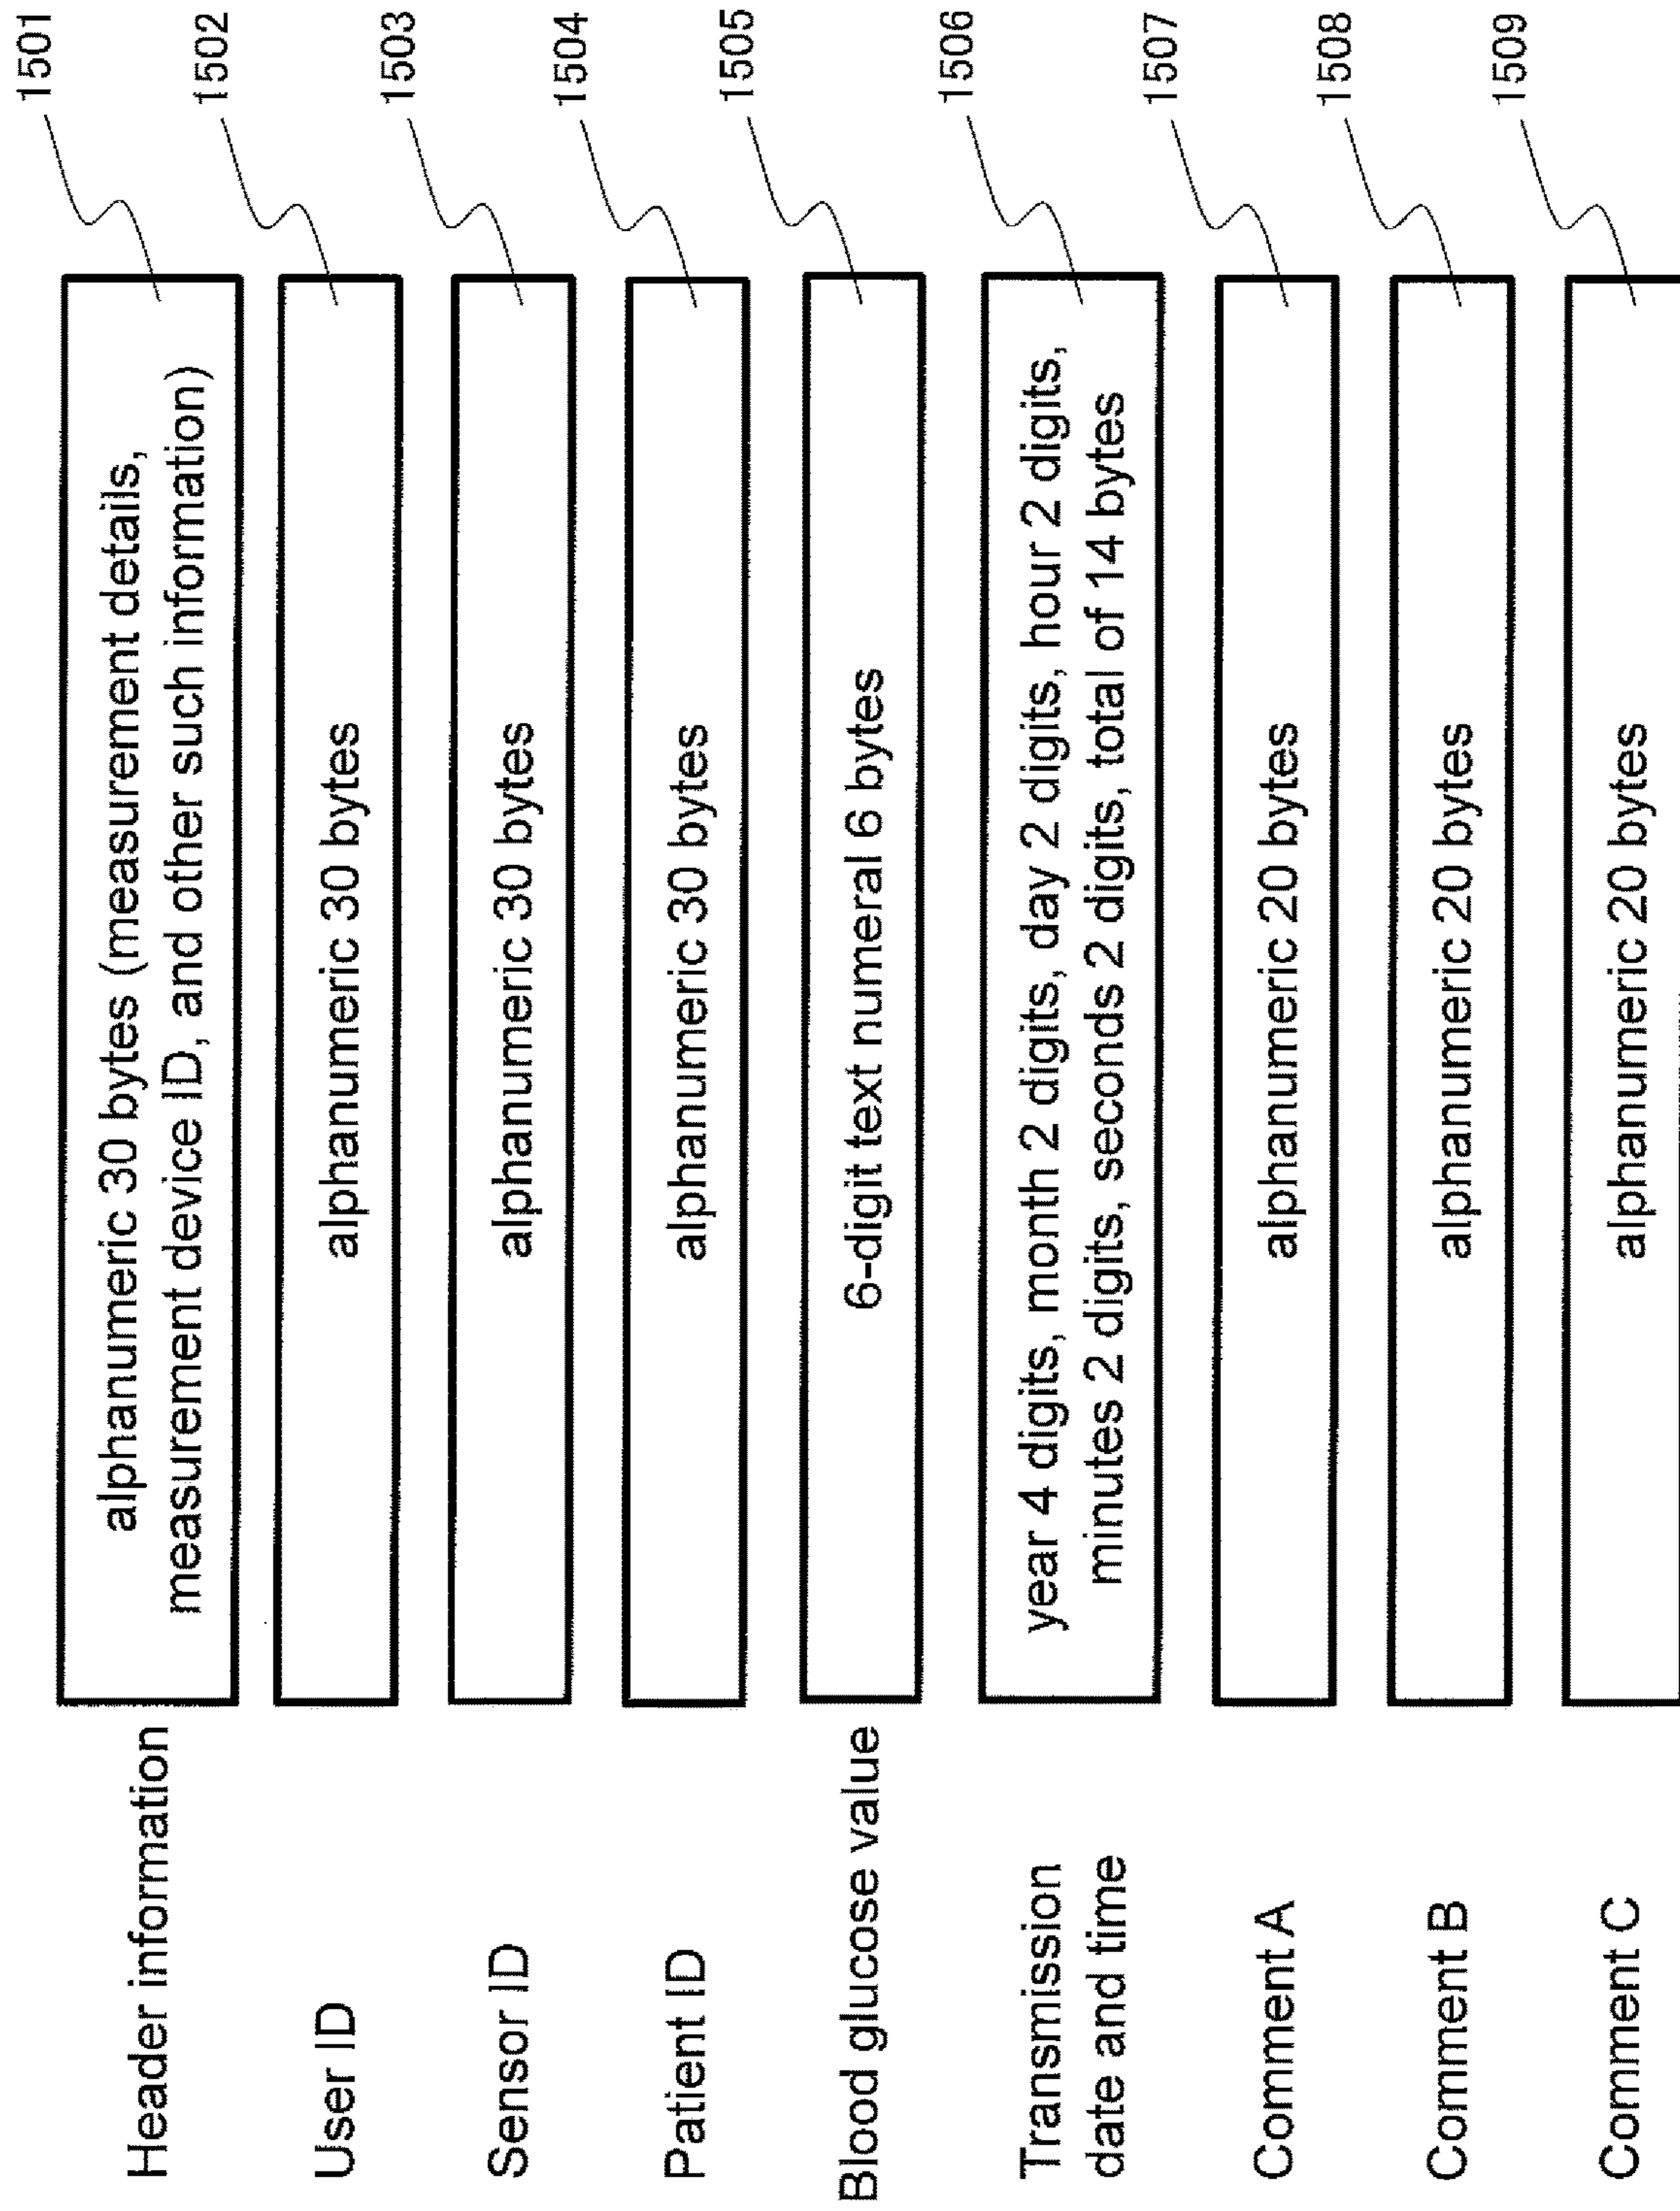 Header information
alphanumeric 30 bytes (measurement details,
measurement device ID, and other such information)
1501
User ID
alphanumeric 30 bytes
1502
Sensor ID
alphanumeric 30 bytes
1503
Patient ID
alphanumeric 30 bytes
1504
Blood glucose value
6-digit text numeral 6 bytes
1505
Transmission
date and time
year 4 digits, month 2 digits, day 2 digits, hour 2 digits,
minutes 2 digits, seconds 2 digits, total of 14 bytes
1506
Comment A
alphanumeric 20 bytes
1507
Comment B
alphanumeric 20 bytes
1508
Comment C
alphanumeric 20 bytes
1509